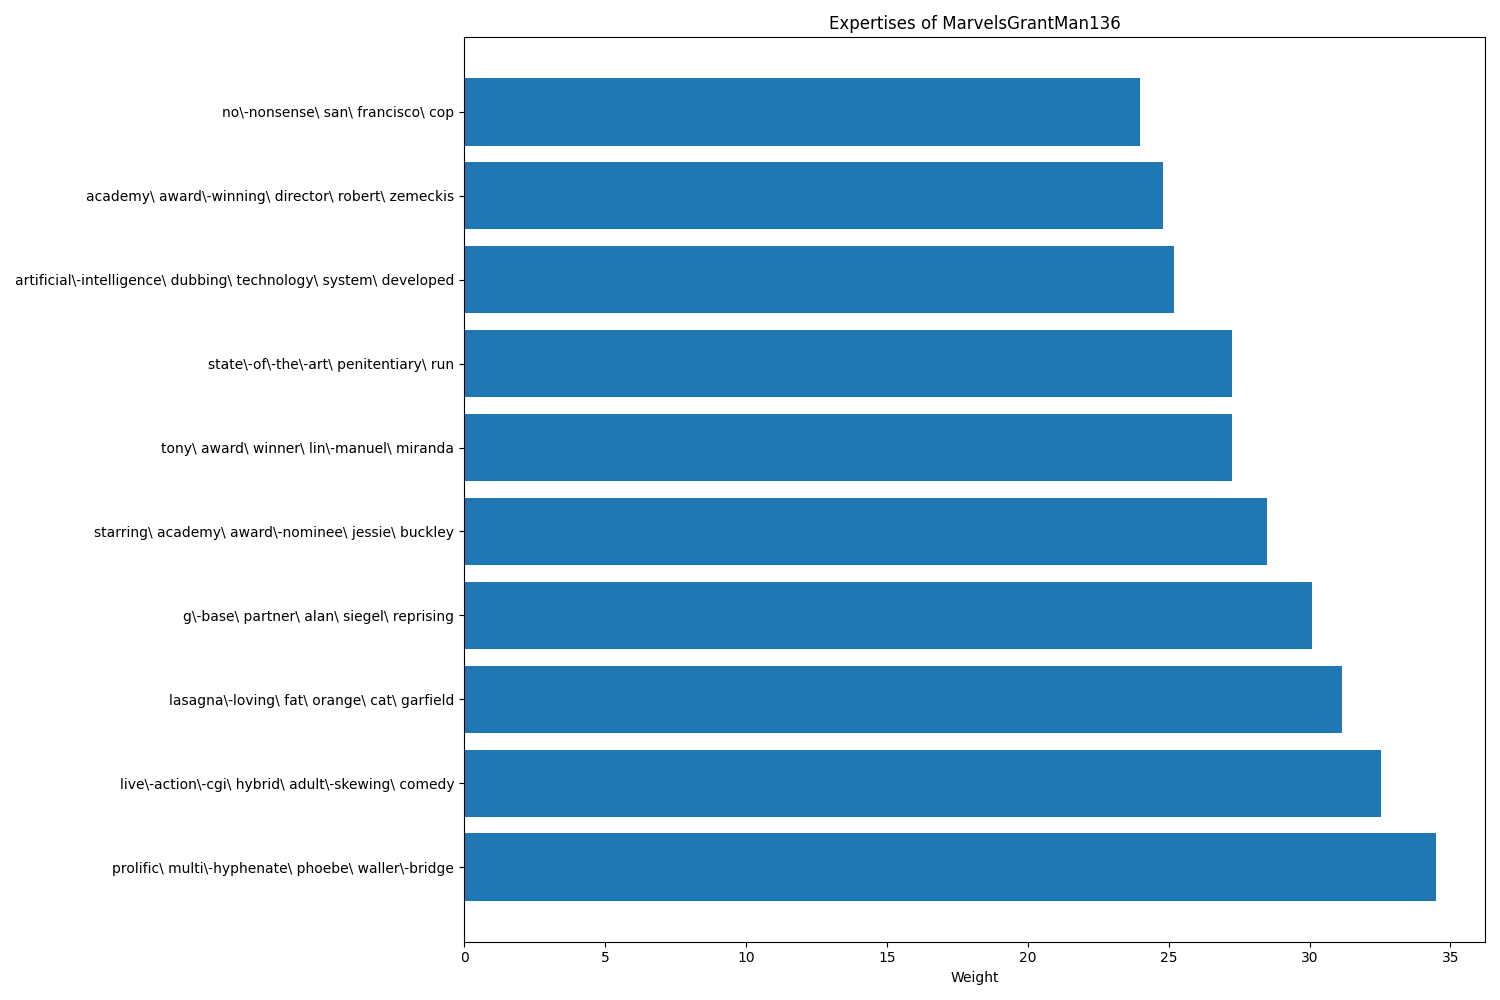 Expertises of MarvelsGrantMan136
no\-nonsense\ san\ francisco\ cop
academy\ award\-winning\ director\ robert\ zemeckis
artificial\-intelligence\ dubbing\ technology\ system\ developed
state\-of\-the\-art\ penitentiary\ run
tony\ award\ winner\ lin\-manuel\ miranda
starring\ academy\ award\-nominee\ jessie\ buckley
g\-base\ partner\ alan\ siegel\ reprising
lasagna\-loving\ fat\ orange\ cat\ garfield
live\-action\-cgi\ hybrid\ adult\-skewing\ comedy
prolific\ multi\-hyphenate\ phoebe\ waller\-bridge
0 5 10 15 20 25 30 35
Weight